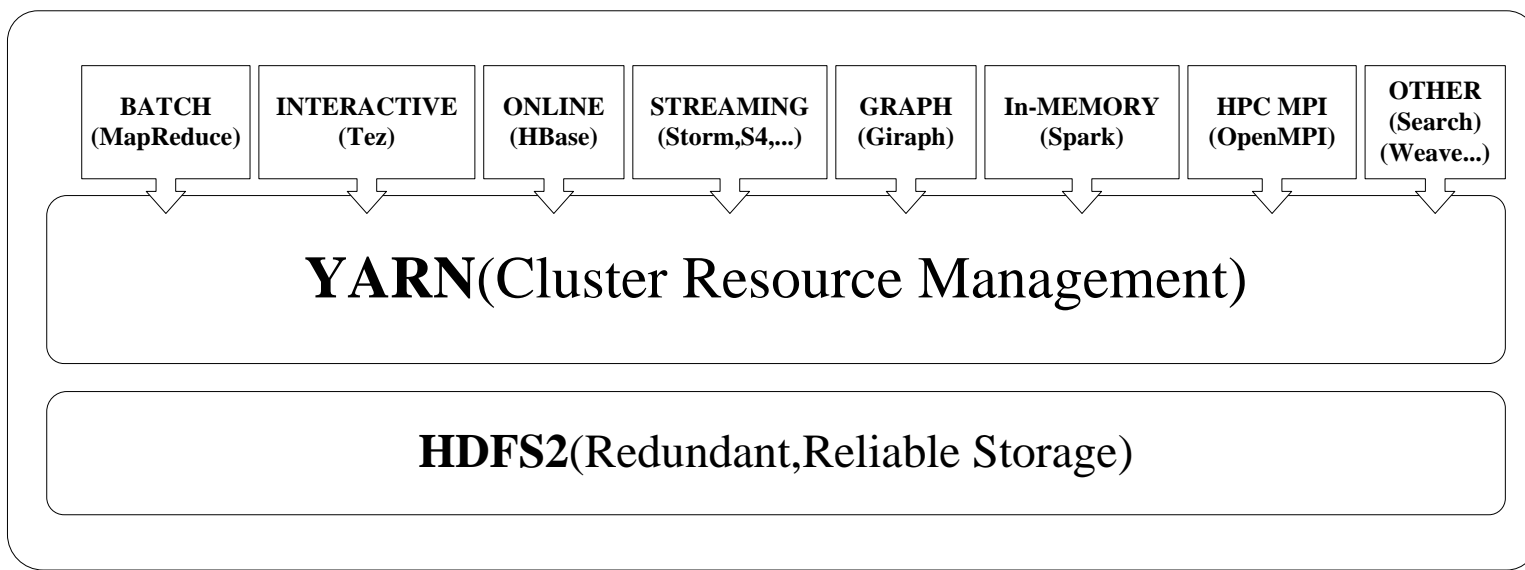 BATCH
(MapReduce)
INTERACTIVE
(Tez)
ONLINE
(HBase)
STREAMING
(Storm,S4,...)
GRAPH
(Giraph)
In-MEMORY
(Spark)
HPC MPI
(OpenMPI)
OTHER
(Search)
(Weave...)
YARN(Cluster Resource Management)
HDFS2(Redundant,Reliable Storage)